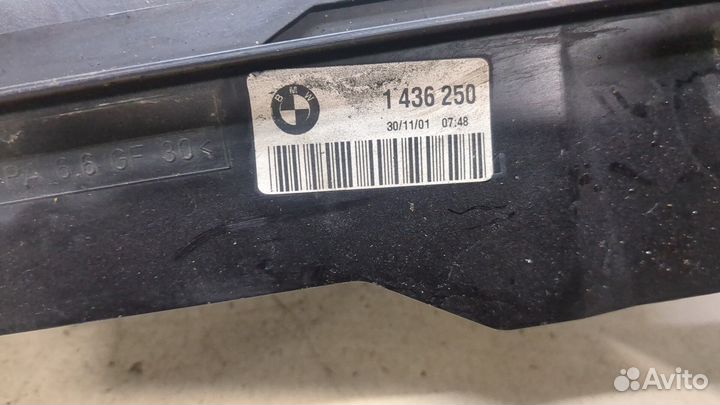 BMW
1 436 250
30/11/01 07:48
PA 6.6 GF 30<
Avito